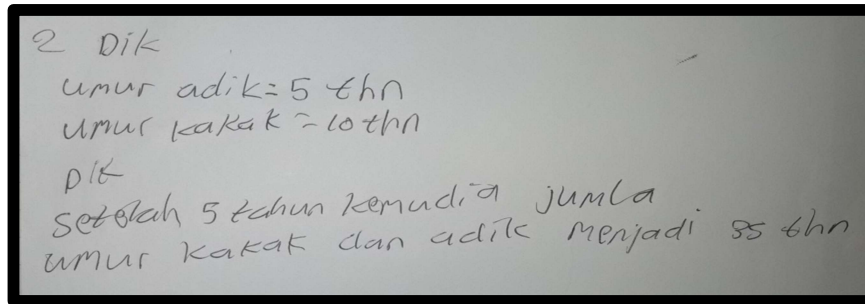 2 Dik
umur adik = 5 thn
umur kakak = 10 thn
Dit
setelah 5 tahun kemudia jumla
umur kakak dan adik menjadi 35 thn